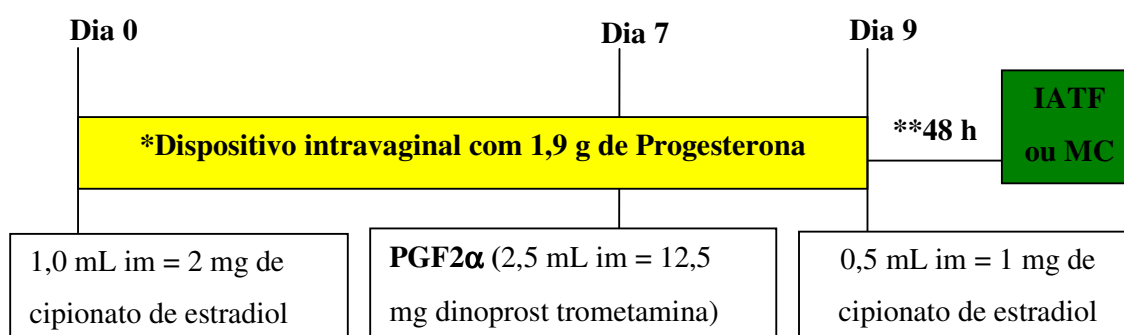 Dia 0
Dia 7
Dia 9
*Dispositivo intravaginal com 1,9 g de Progesterona
**48 h
IATF
ou MC
1,0 mL im = 2 mg de
cipionato de estradiol
PGF2α (2,5 mL im = 12,5
mg dinoprost trometamina)
0,5 mL im = 1 mg de
cipionato de estradiol